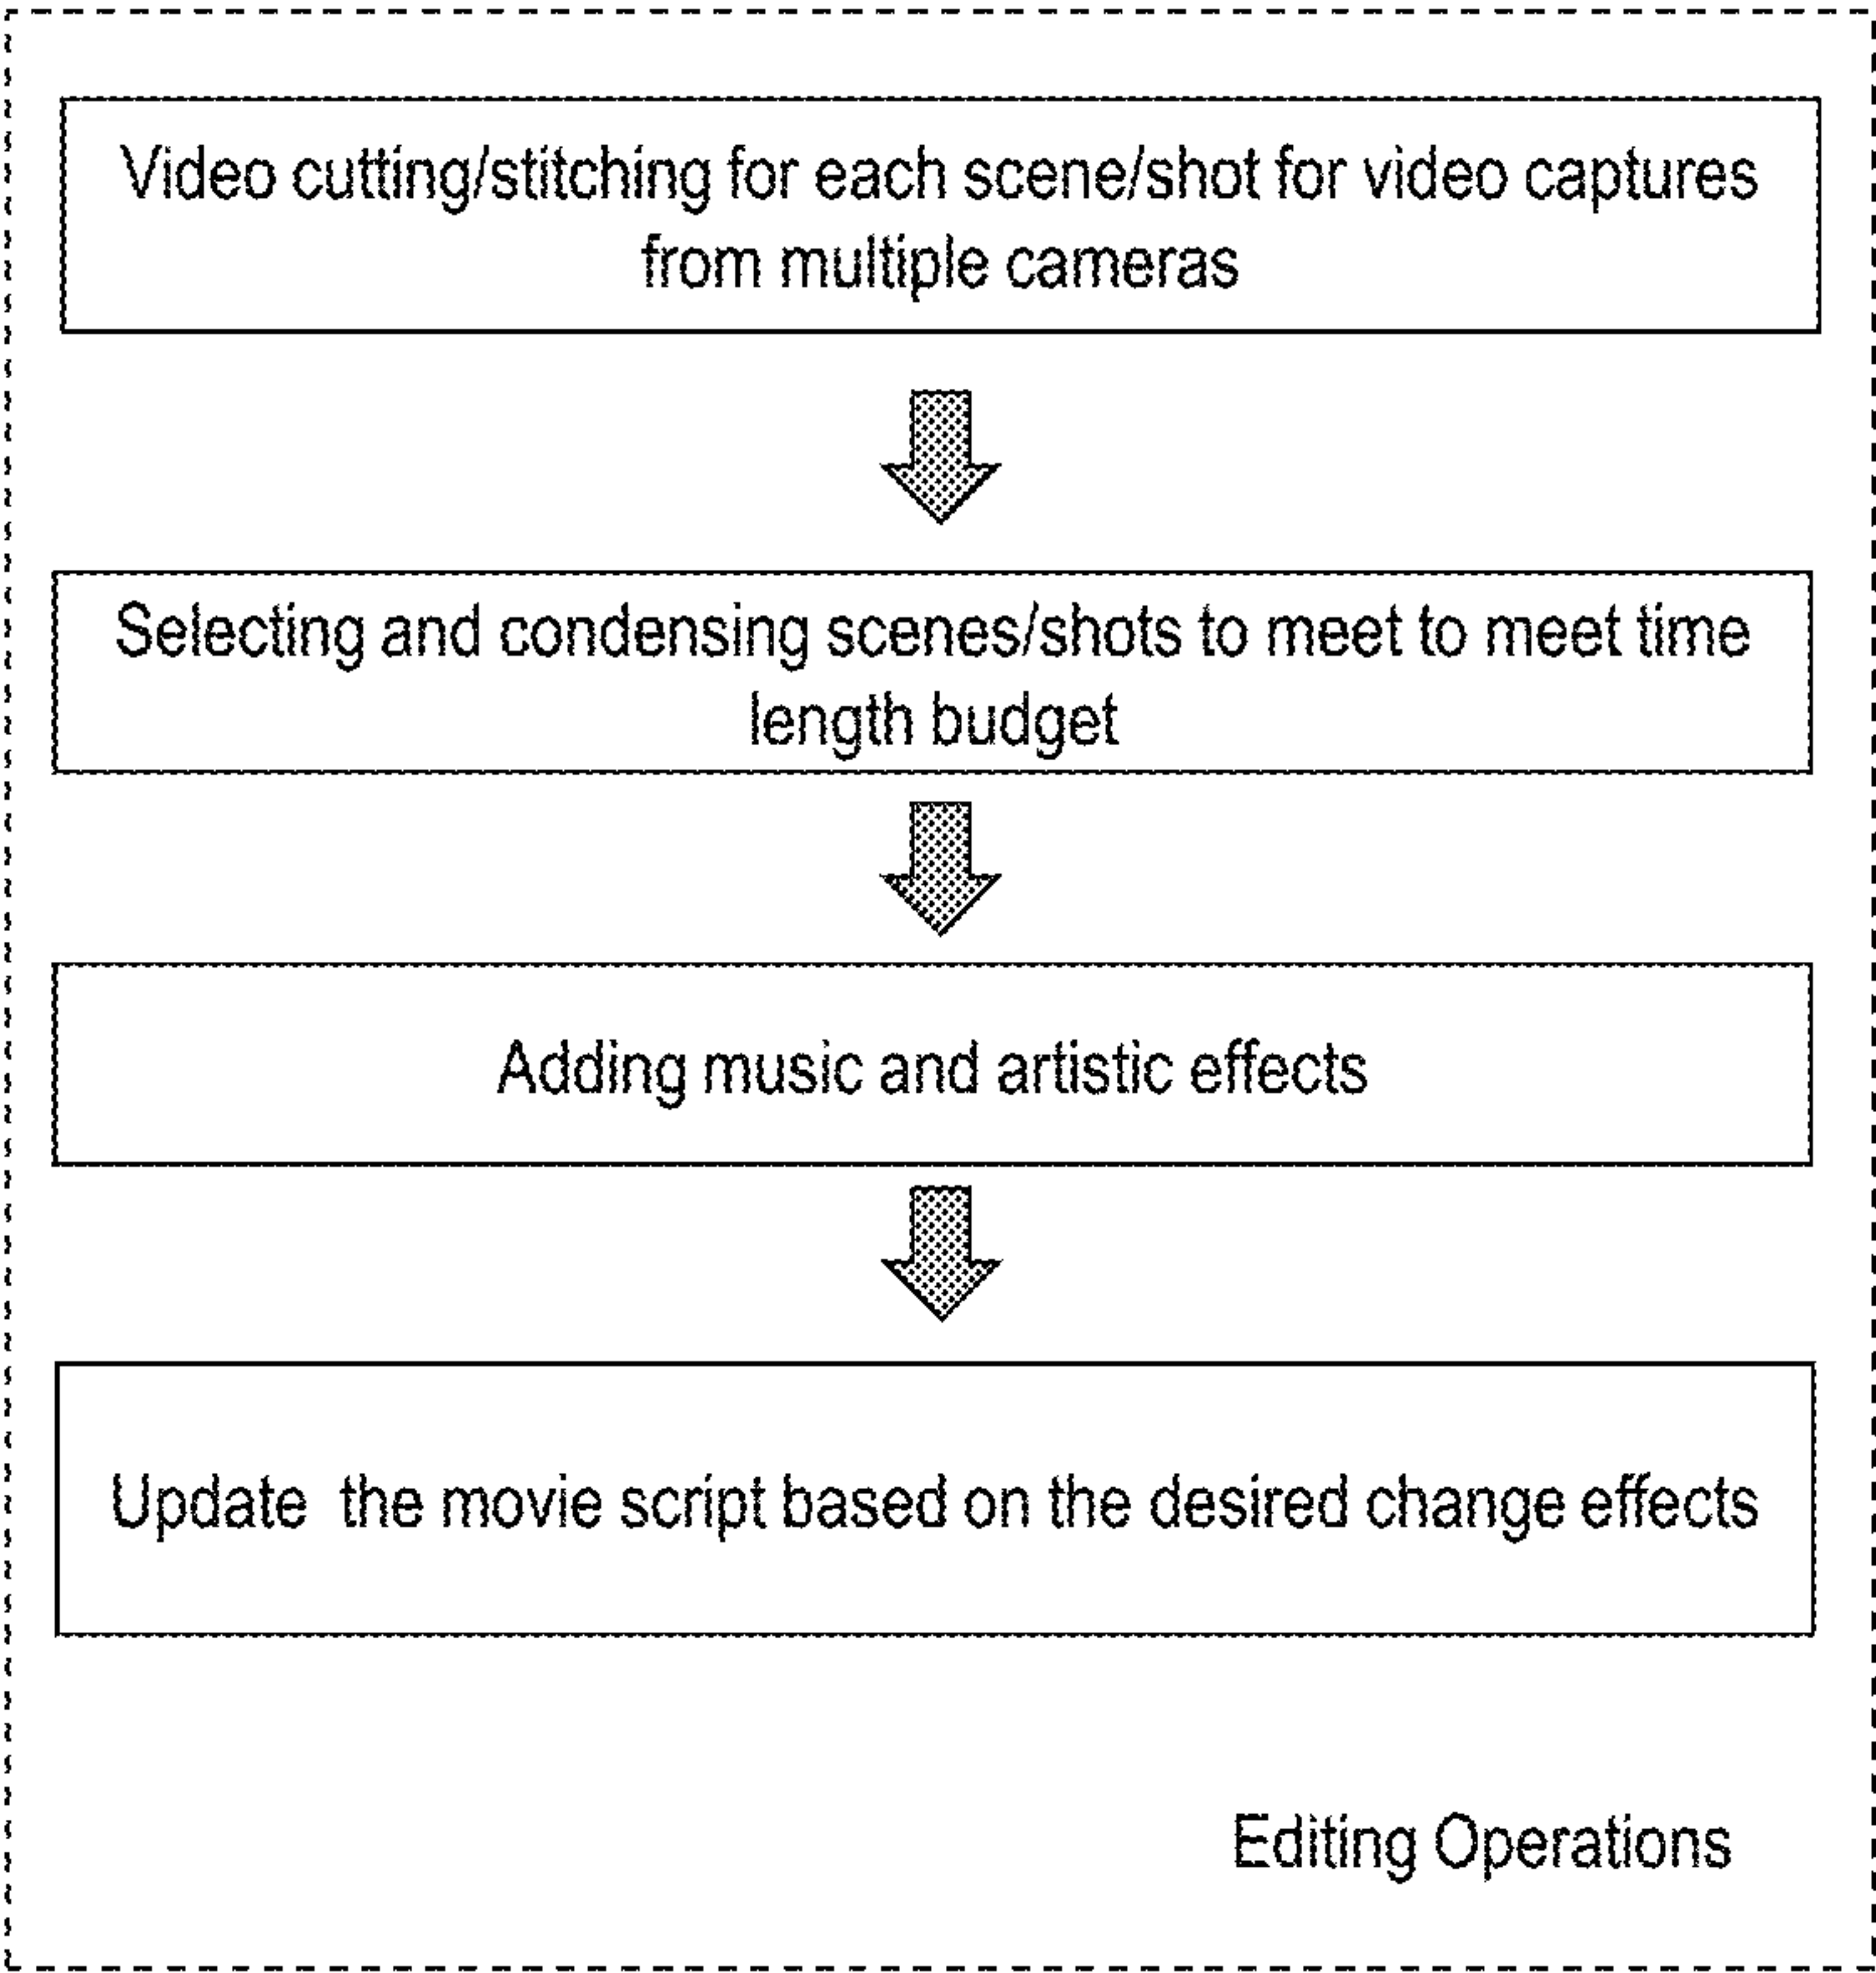 Video cutting/stitching for each scene/shot for video captures
from multiple cameras
Selecting and condensing scenes/shots to meet to meet time
length budget
Adding music and artistic effects
Update the movie script based on the desired change effects
Editing Operations